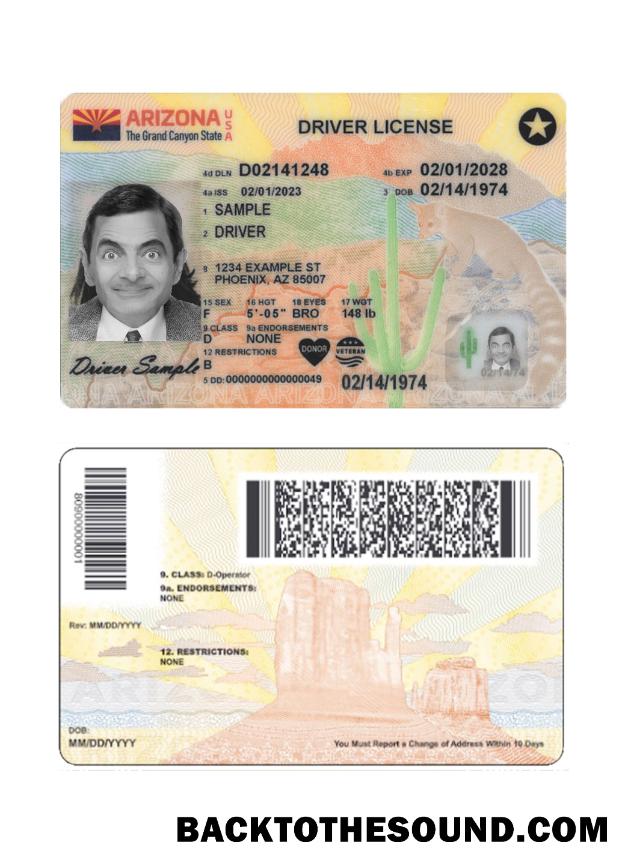 ARIZONA USA
The Grand Canyon State
DRIVER LICENSE
4d DLN D02141248 4b EXP 02/01/2028
4a ISS 02/01/2023 3 DOB 02/14/1974
1 SAMPLE
2 DRIVER
8 1234 EXAMPLE ST
PHOENIX, AZ 85007
15 SEX 16 HGT 18 EYES 17 WGT
F 5'-05" BRO 148 lb
9 CLASS 9a ENDORSEMENTS
D NONE
12 RESTRICTIONS
B
DONOR
VETERAN
Driver Sample
5 DD: 0000000000000049
02/14/1974
02/14/74
ARIZONA ARIZONA ARIZONA
80900000001
9. CLASS: D-Operator
9a. ENDORSEMENTS:
NONE
Rev: MM/DD/YYYY
12. RESTRICTIONS:
NONE
ARIZONA
DOB:
MM/DD/YYYY
You Must Report a Change of Address Within 10 Days
BACKTOTHESOUND.COM